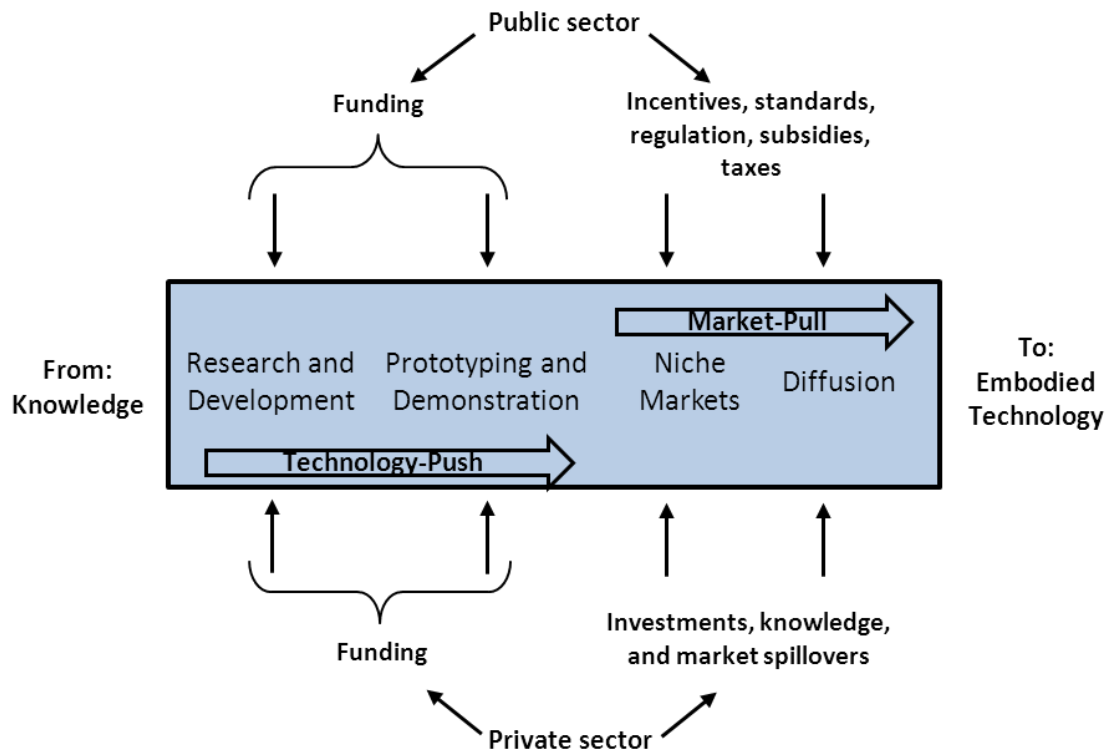 Public sector
Funding
Incentives, standards,
regulation, subsidies,
taxes
Market-Pull
From:
Knowledge
Research and
Development
Prototyping and
Demonstration
Niche
Markets
Diffusion
To:
Embodied
Technology
Technology-Push
Funding
Investments, knowledge,
and market spillovers
Private sector